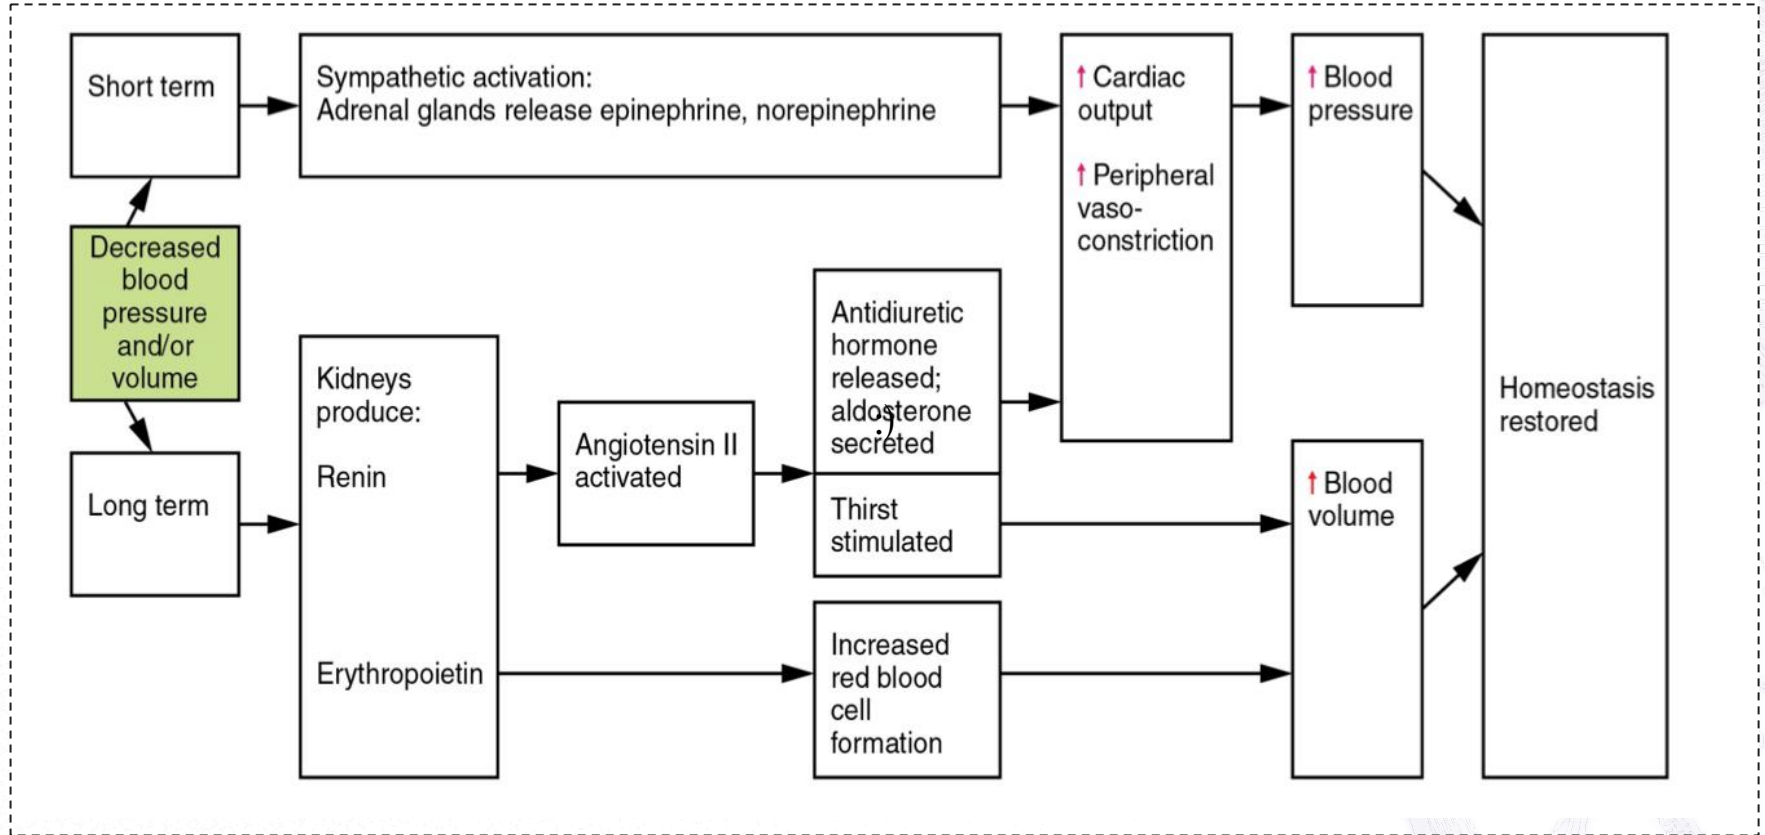 Short term
Sympathetic activation:
Adrenal glands release epinephrine, norepinephrine
↑ Cardiac
output
↑ Peripheral
vaso-
constriction
↑ Blood
pressure
Decreased
blood
pressure
and/or
volume
Long term
Kidneys
produce:
Renin
Erythropoietin
Angiotensin II
activated
Antidiuretic
hormone
released;
aldosterone
secreted
:)
Thirst
stimulated
Increased
red blood
cell
formation
↑ Blood
volume
Homeostasis
restored